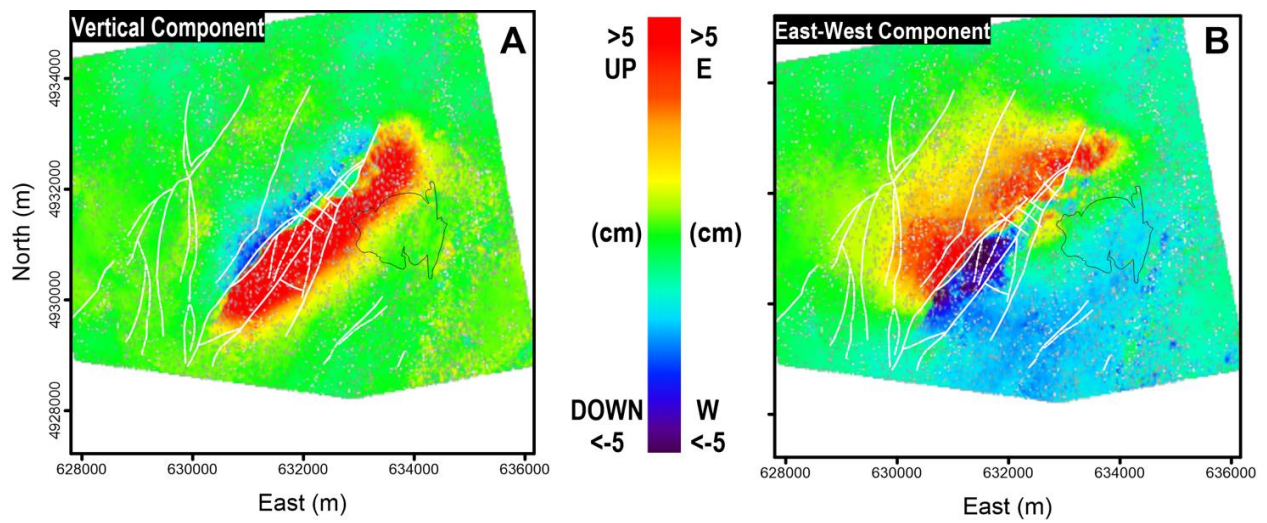 Vertical Component
A
4934000
4932000
4930000
4928000
North (m)
628000 630000 632000 634000 636000
East (m)
>5 >5
UP E
(cm) (cm)
DOWN W
<-5 <-5
East-West Component
B
628000 630000 632000 634000 636000
East (m)